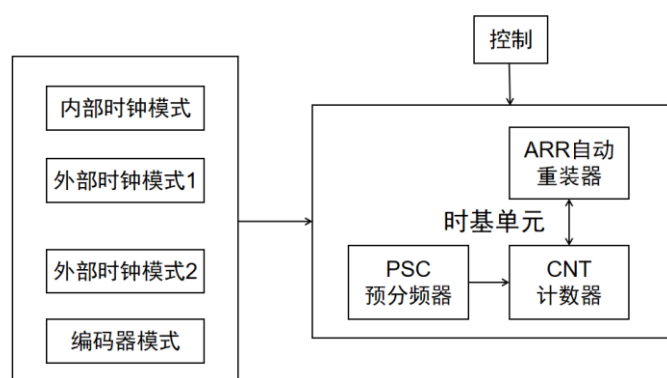 控制
内部时钟模式
外部时钟模式1
外部时钟模式2
编码器模式
ARR自动
重装器
时基单元
PSC
预分频器
CNT
计数器